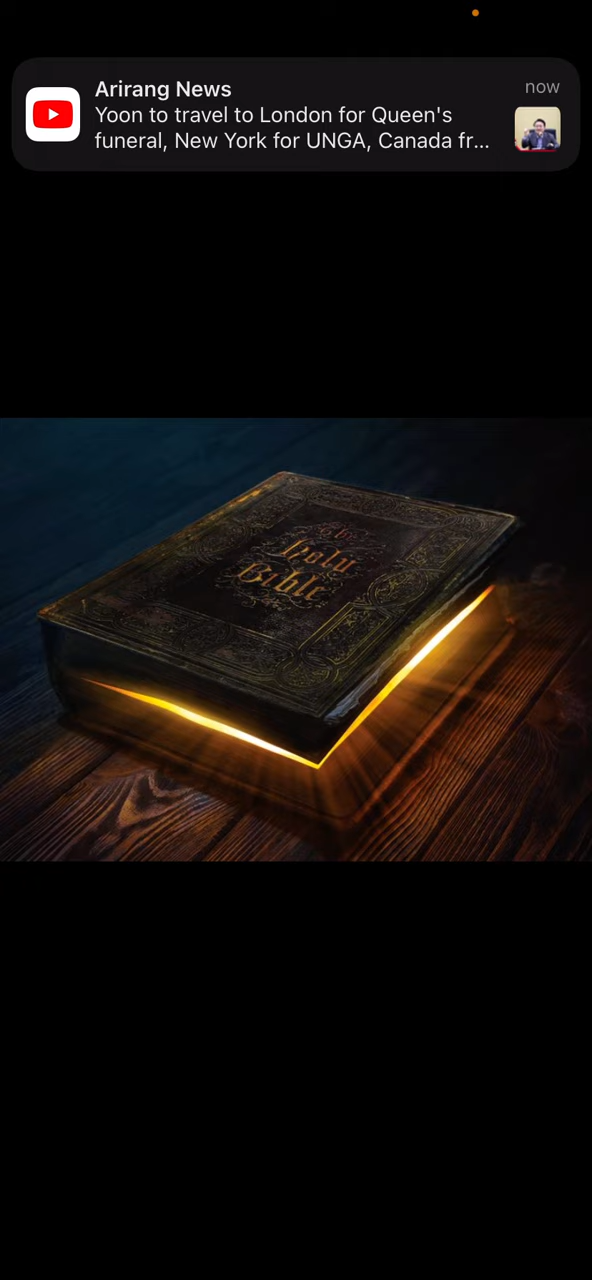 Arirang News
now
Yoon to travel to London for Queen's
funeral, New York for UNGA, Canada fr...
Holy
Bible